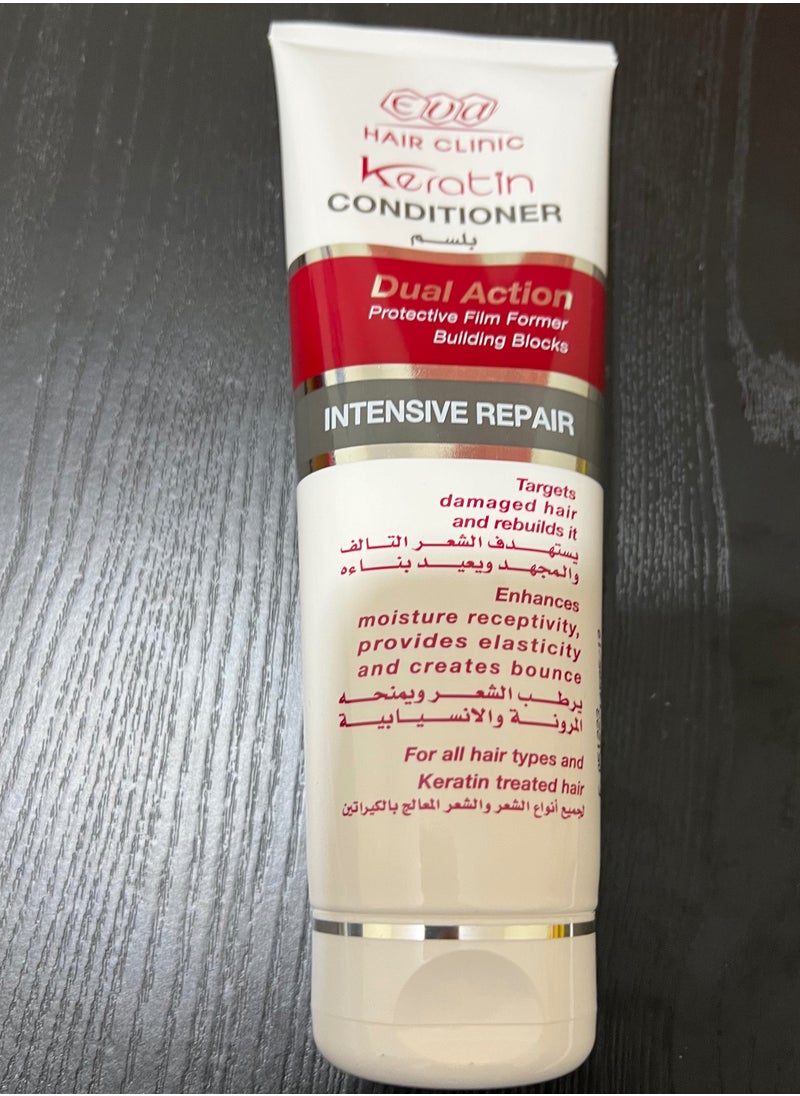 eva
HAIR CLINIC
Keratin
CONDITIONER
بلسم
Dual Action
Protective Film Former
Building Blocks
INTENSIVE REPAIR
Targets
damaged hair
and rebuilds it
يستهدف الشعر التالف
والمجهد ويعيد بناءه
Enhances
moisture receptivity,
provides elasticity
and creates bounce
يرطب الشعر ويمنحه
المرونة والانسيابية
For all hair types and
Keratin treated hair
لجميع أنواع الشعر والشعر المعالج بالكيراتين